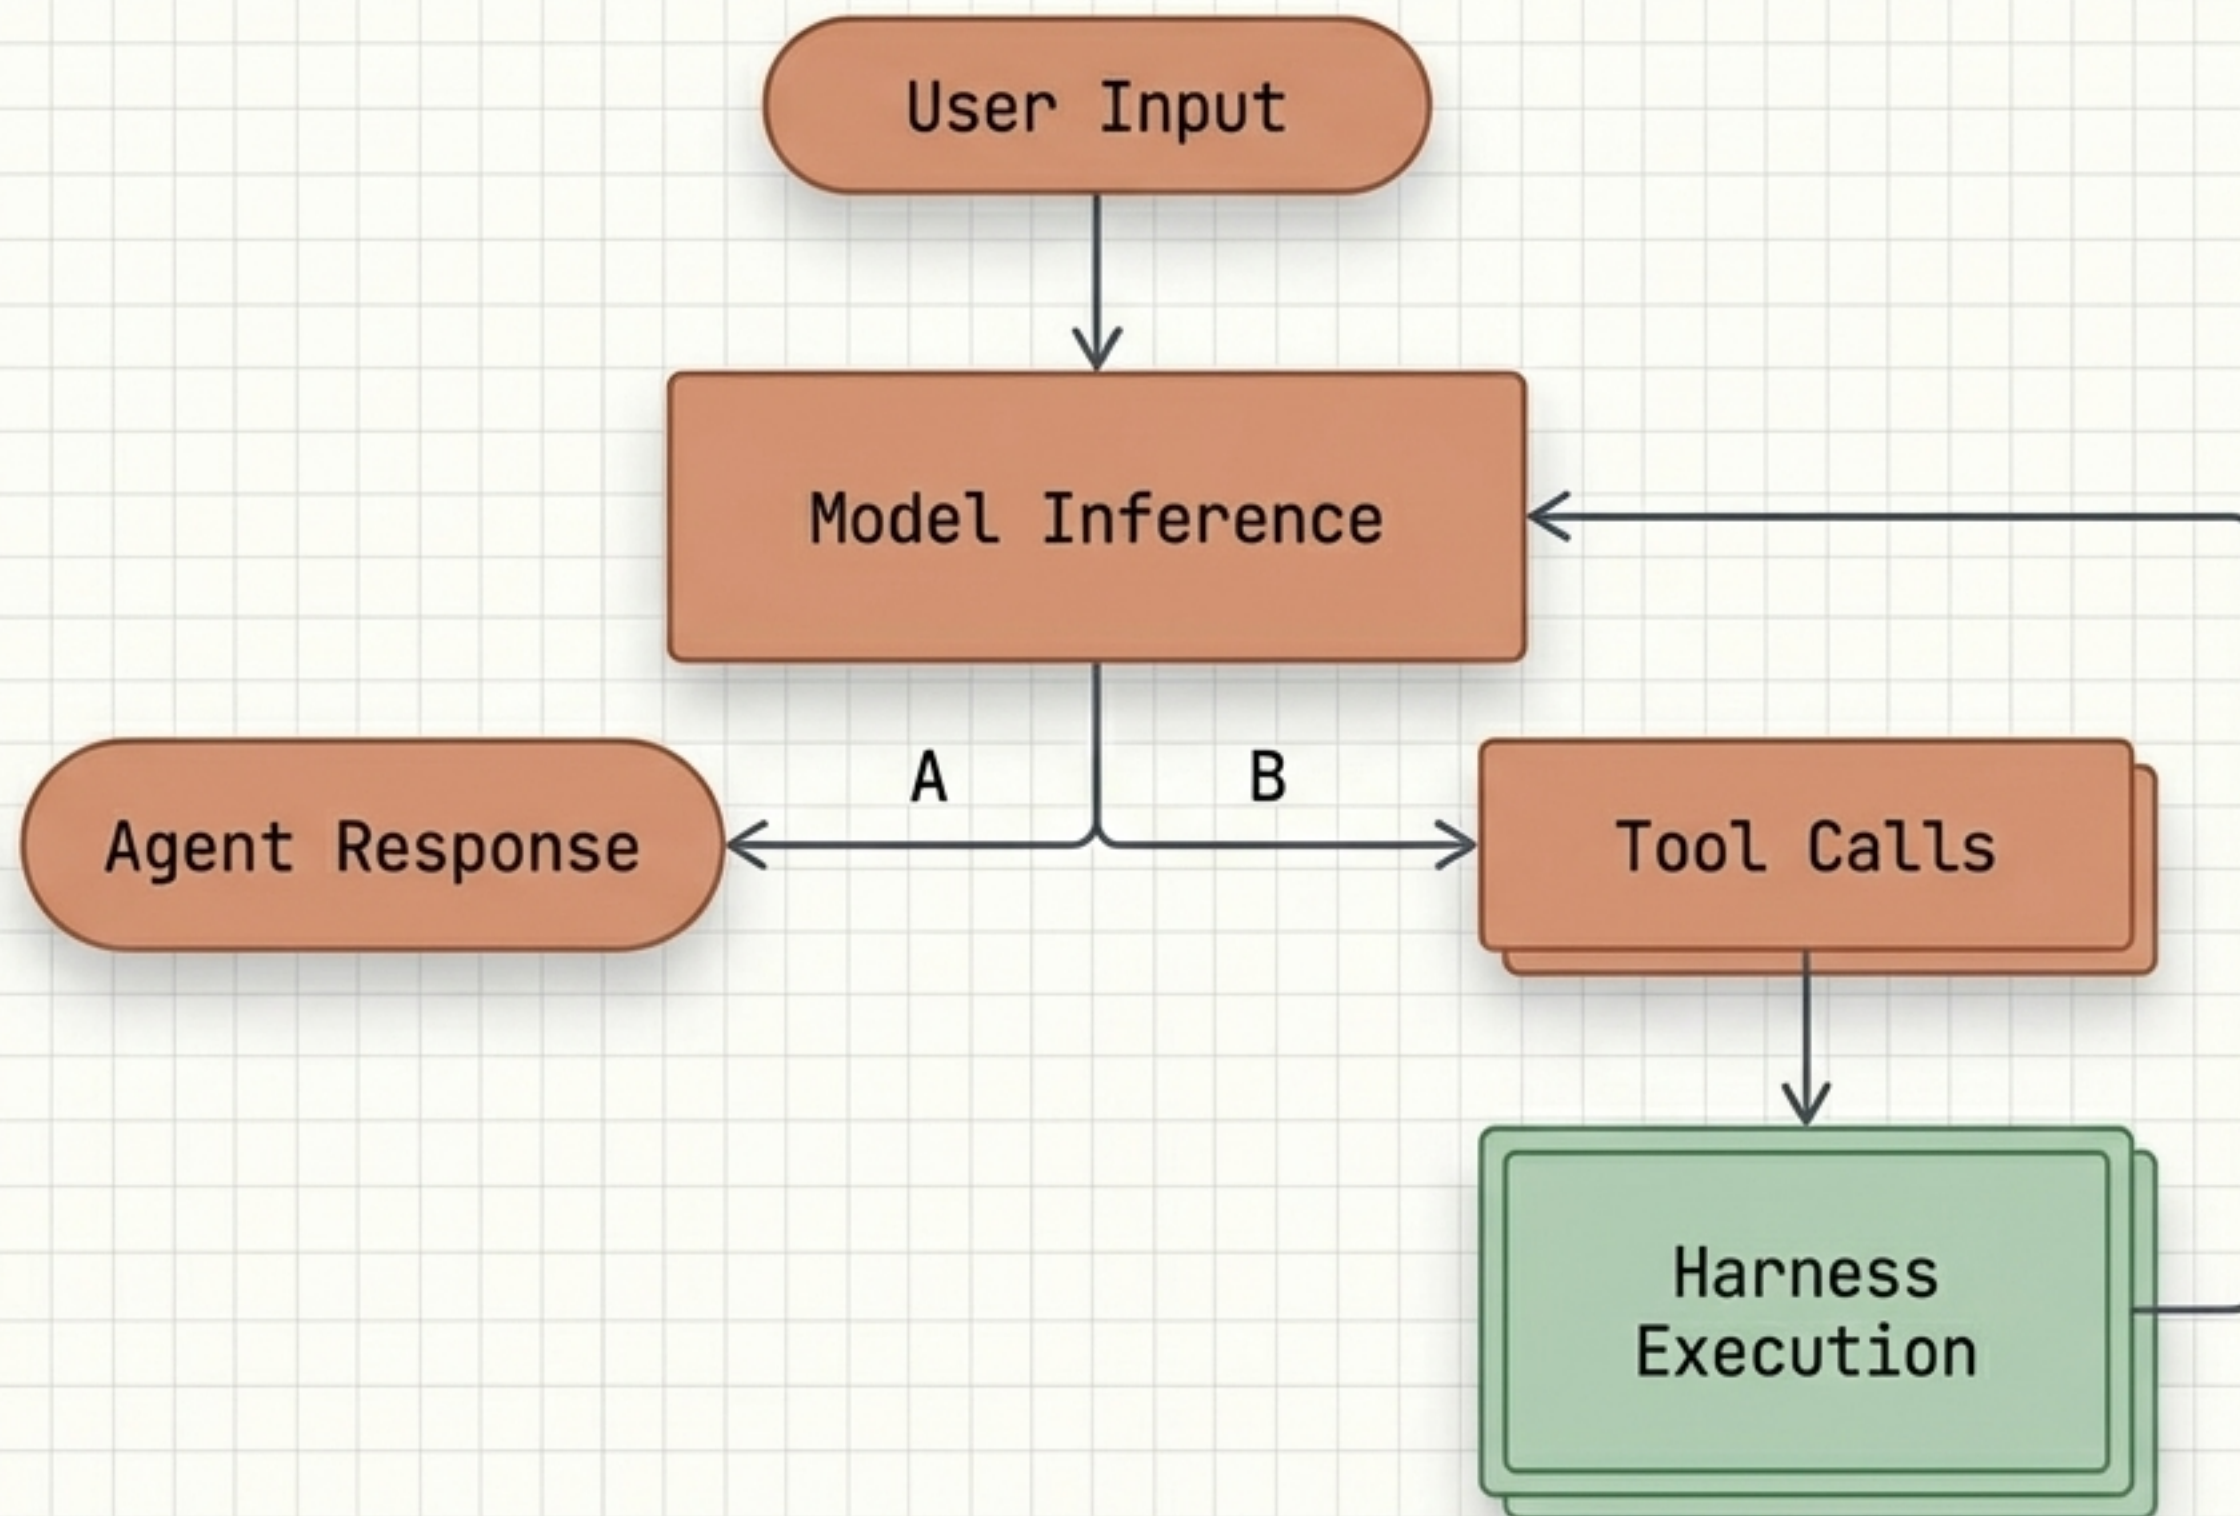 User Input
Model Inference
A
B
Agent Response
Tool Calls
Harness
Execution